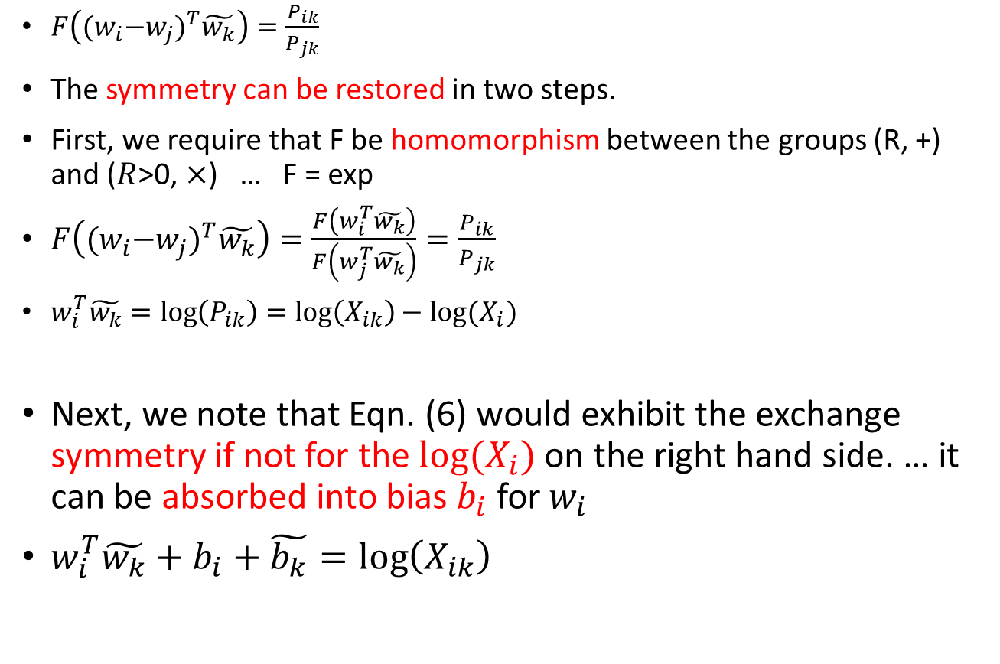 • $F\left((w_i-w_j)^T\widetilde{w_k}\right)=\frac{P_{ik}}{P_{jk}}$
• The symmetry can be restored in two steps.
• First, we require that F be homomorphism between the groups (R, +)
and ($R$>0, ×) … F = exp
• $F\left((w_i-w_j)^T\widetilde{w_k}\right)=\frac{F\left(w_i^T\widetilde{w_k}\right)}{F\left(w_j^T\widetilde{w_k}\right)}=\frac{P_{ik}}{P_{jk}}$
• $w_i^T\widetilde{w_k}=\log(P_{ik})=\log(X_{ik})-\log(X_i)$
• Next, we note that Eqn. (6) would exhibit the exchange
symmetry if not for the $\log(X_i)$ on the right hand side. … it
can be absorbed into bias $b_i$ for $w_i$
• $w_i^T\widetilde{w_k}+b_i+\widetilde{b_k}=\log(X_{ik})$